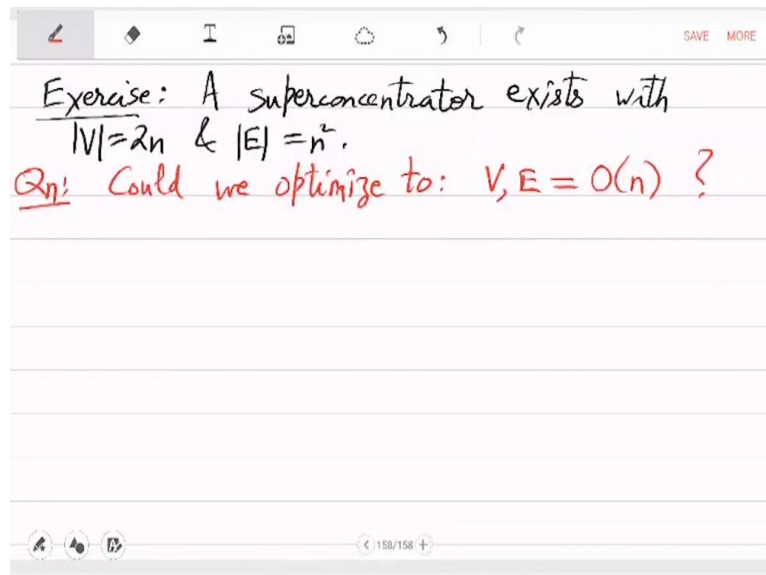 SAVE MORE
Exercise: A superconcentrator exists with
|V|=2n & |E| = n².
Qn: Could we optimize to: V, E = O(n) ?
158/158